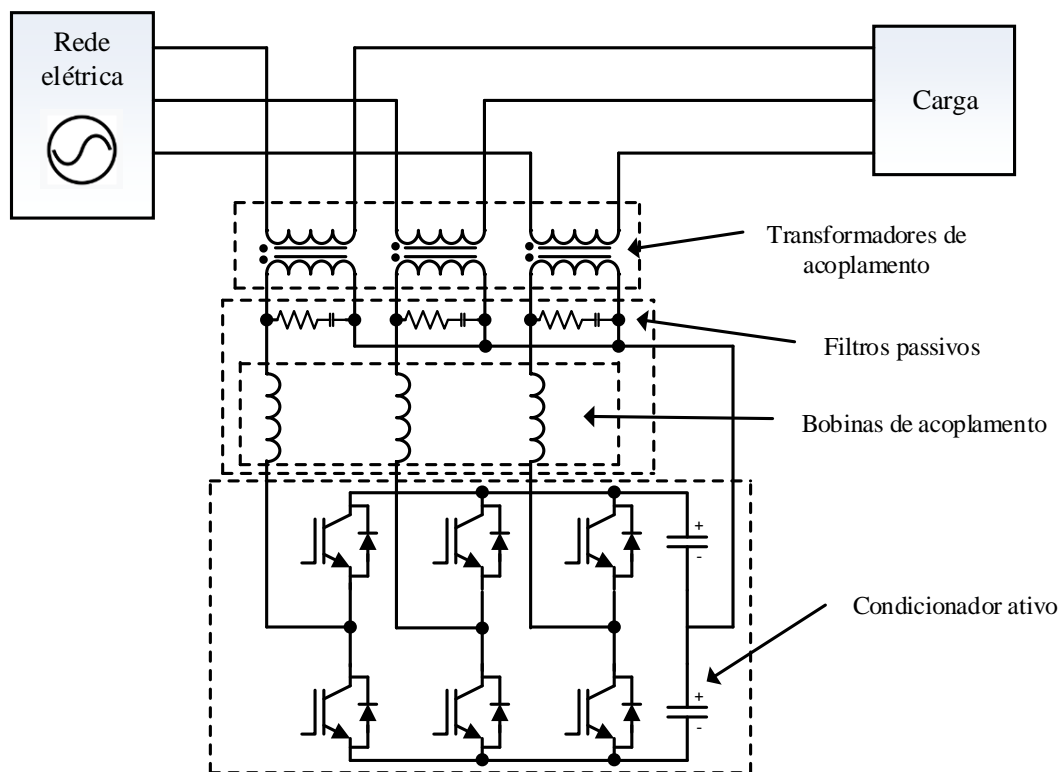 Rede
elétrica
Carga
Transformadores de
acoplamento
Filtros passivos
Bobinas de acoplamento
+
-
Condicionador ativo
+
-